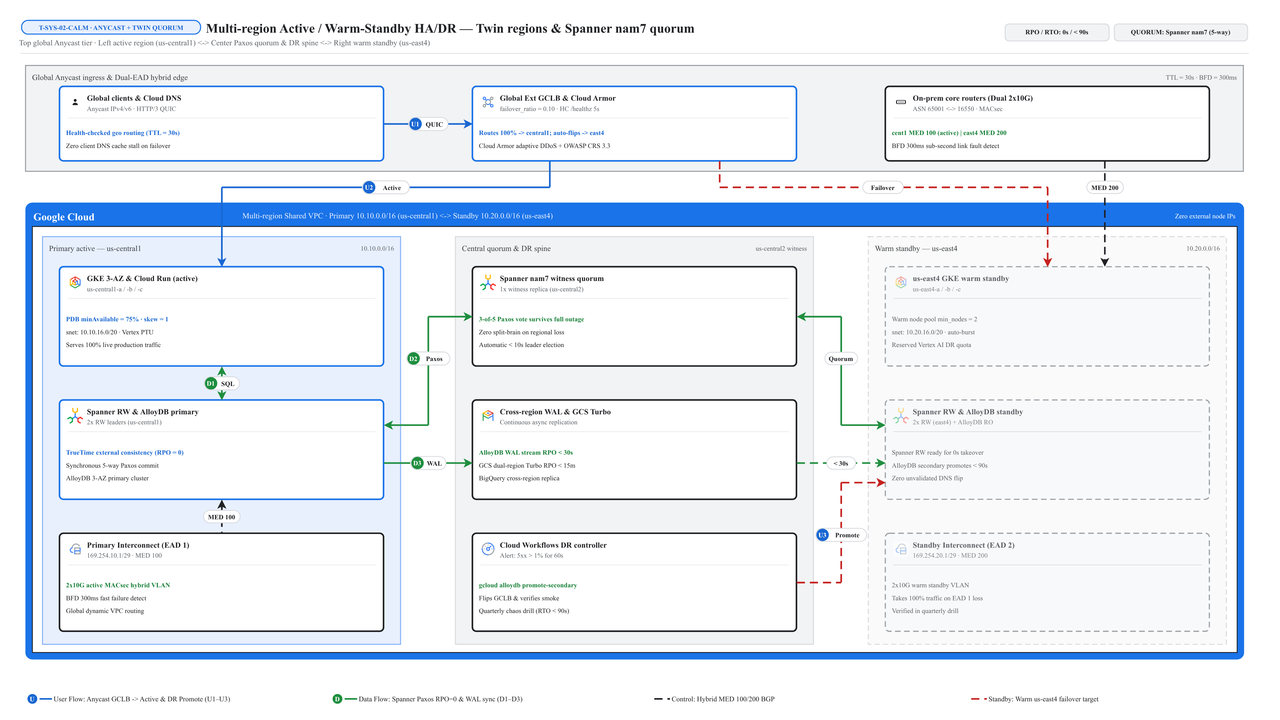 T-SYS-02-CALM · ANYCAST + TWIN QUORUM
Multi-region Active / Warm-Standby HA/DR — Twin regions & Spanner nam7 quorum
RPO / RTO: 0s / < 90s
QUORUM: Spanner nam7 (5-way)
Top global Anycast tier · Left active region (us-central1) <-> Center Paxos quorum & DR spine <-> Right warm standby (us-east4)
Global Anycast ingress & Dual-EAD hybrid edge
TTL = 30s · BFD = 300ms
Global clients & Cloud DNS
Anycast IPv4/v6 · HTTP/3 QUIC
Health-checked geo routing (TTL = 30s)
Zero client DNS cache stall on failover
U1 QUIC
Global Ext GCLB & Cloud Armor
failover_ratio = 0.10 · HC /healthz 5s
Routes 100% -> central1; auto-flips -> east4
Cloud Armor adaptive DDoS + OWASP CRS 3.3
On-prem core routers (Dual 2x10G)
ASN 65001 <-> 16550 · MACsec
cent1 MED 100 (active) | east4 MED 200
BFD 300ms sub-second link fault detect
U2 Active
Failover
MED 200
Google Cloud
Multi-region Shared VPC · Primary 10.10.0.0/16 (us-central1) <-> Standby 10.20.0.0/16 (us-east4)
Zero external node IPs
Primary active — us-central1
10.10.0.0/16
GKE 3-AZ & Cloud Run (active)
us-central1-a / -b / -c
PDB minAvailable = 75% · skew = 1
snet: 10.10.16.0/20 · Vertex PTU
Serves 100% live production traffic
D1 SQL
Spanner RW & AlloyDB primary
2x RW leaders (us-central1)
TrueTime external consistency (RPO = 0)
Synchronous 5-way Paxos commit
AlloyDB 3-AZ primary cluster
MED 100
Primary Interconnect (EAD 1)
169.254.10.1/29 · MED 100
2x10G active MACsec hybrid VLAN
BFD 300ms fast failure detect
Global dynamic VPC routing
D2 Paxos
D3 WAL
Central quorum & DR spine
us-central2 witness
Spanner nam7 witness quorum
1x witness replica (us-central2)
3-of-5 Paxos vote survives full outage
Zero split-brain on regional loss
Automatic < 10s leader election
Cross-region WAL & GCS Turbo
Continuous async replication
AlloyDB WAL stream RPO < 30s
GCS dual-region Turbo RPO < 15m
BigQuery cross-region replica
Cloud Workflows DR controller
Alert: 5xx > 1% for 60s
gcloud alloydb promote-secondary
Flips GCLB & verifies smoke
Quarterly chaos drill (RTO < 90s)
Quorum
< 30s
U3 Promote
Warm standby — us-east4
10.20.0.0/16
us-east4 GKE warm standby
us-east4-a / -b / -c
Warm node pool min_nodes = 2
snet: 10.20.16.0/20 · auto-burst
Reserved Vertex AI DR quota
Spanner RW & AlloyDB standby
2x RW (east4) + AlloyDB RO
Spanner RW ready for 0s takeover
AlloyDB secondary promotes < 90s
Zero unvalidated DNS flip
Standby Interconnect (EAD 2)
169.254.20.1/29 · MED 200
2x10G warm standby VLAN
Takes 100% traffic on EAD 1 loss
Verified in quarterly drill
U User Flow: Anycast GCLB -> Active & DR Promote (U1–U3)
D Data Flow: Spanner Paxos RPO=0 & WAL sync (D1–D3)
Control: Hybrid MED 100/200 BGP
Standby: Warm us-east4 failover target